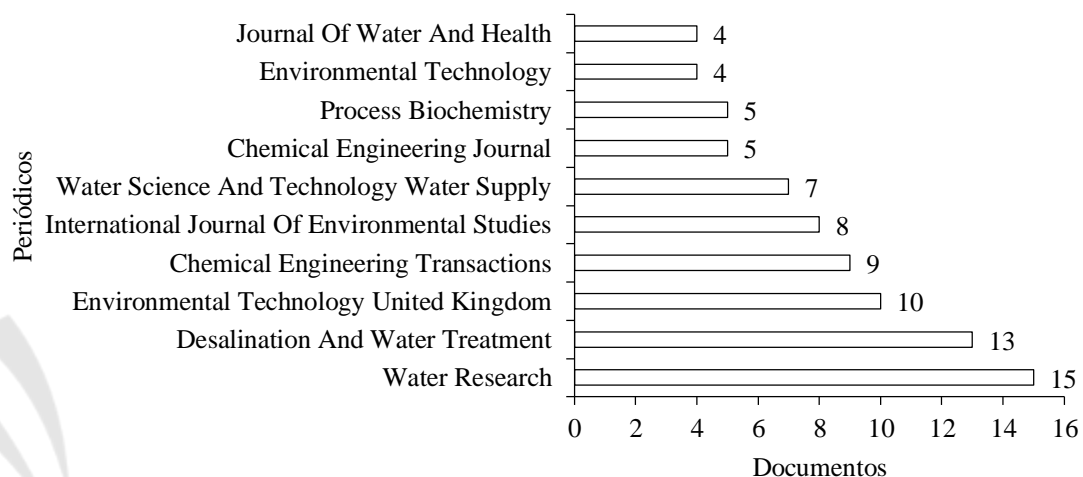 Journal Of Water And Health 4
Environmental Technology 4
Process Biochemistry 5
Chemical Engineering Journal 5
Water Science And Technology Water Supply 7
International Journal Of Environmental Studies 8
Chemical Engineering Transactions 9
Environmental Technology United Kingdom 10
Desalination And Water Treatment 13
Water Research 15
Periódicos
0 2 4 6 8 10 12 14 16
Documentos